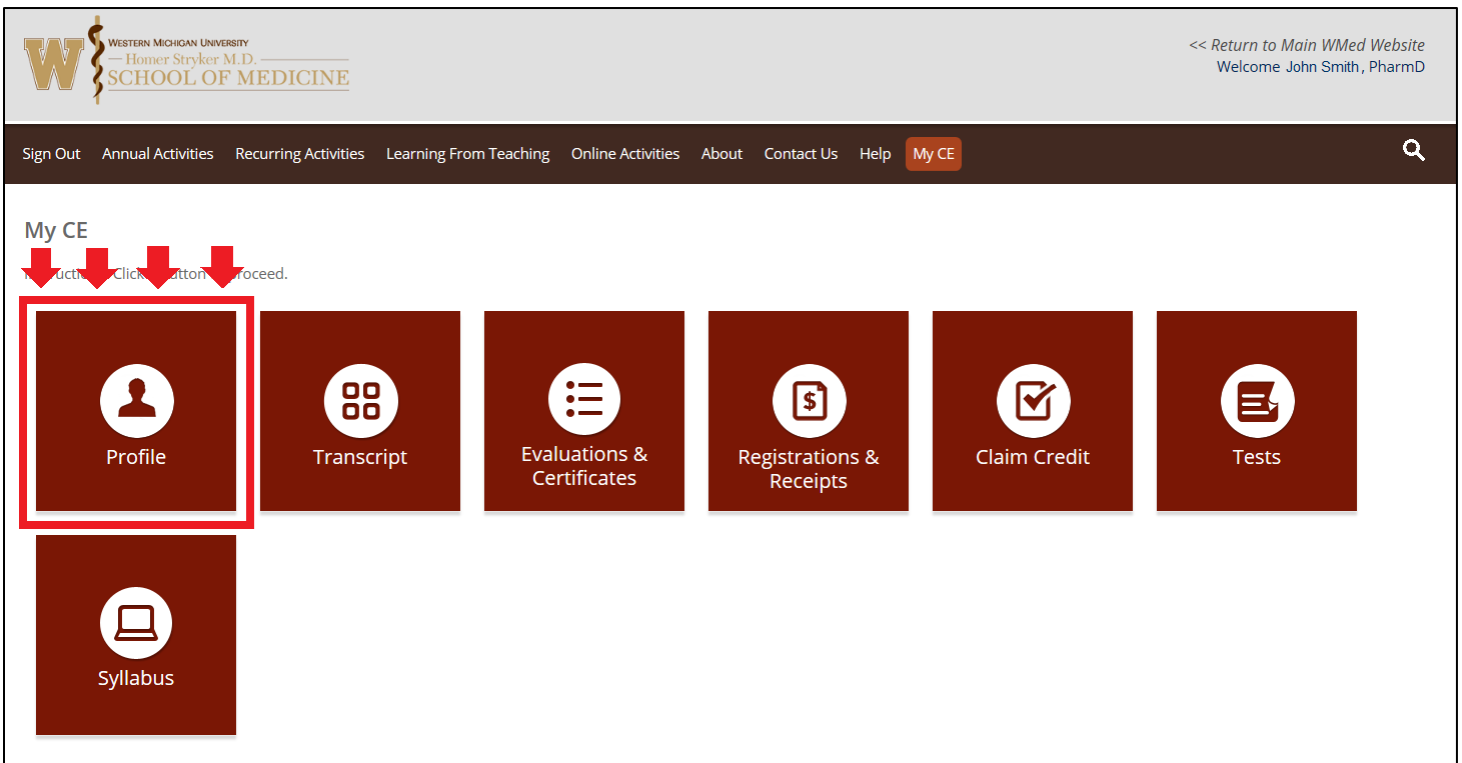 W
WESTERN MICHIGAN UNIVERSITY
Homer Stryker M.D.
SCHOOL OF MEDICINE
<< Return to Main WMed Website
Welcome John Smith, PharmD
Sign Out Annual Activities Recurring Activities Learning From Teaching Online Activities About Contact Us Help My CE
My CE
Click proceed.
Profile
Transcript
Evaluations &
Certificates
Registrations &
Receipts
Claim Credit
Tests
Syllabus